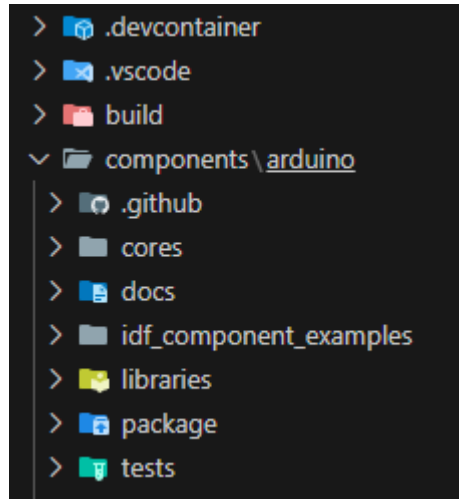 .devcontainer
.vscode
build
components\arduino
.github
cores
docs
idf_component_examples
libraries
package
tests